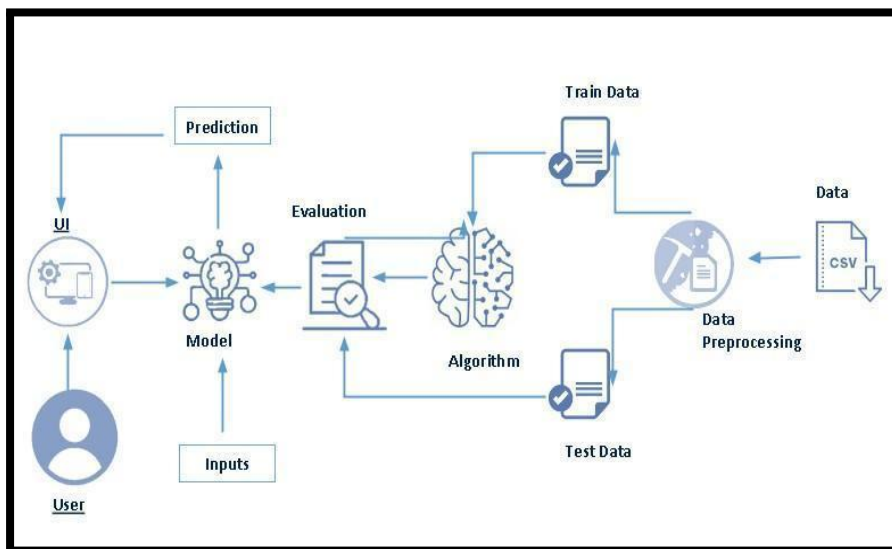 Train Data
Prediction
Data
UI
Evaluation
CSV
Model
Algorithm
Data
Preprocessing
Inputs
Test Data
User